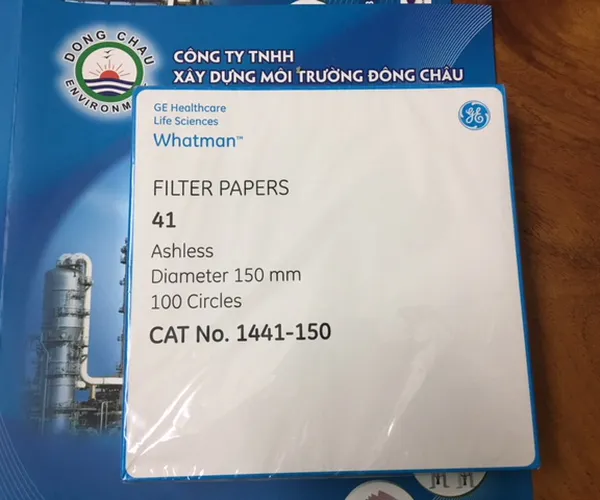 DONG CHAU
ENVIRONM
CÔNG TY TNHH
XÂY DỰNG MÔI TRƯỜNG ĐÔNG CHÂU
GE Healthcare
Life Sciences
Whatman™
GE
FILTER PAPERS
41
Ashless
Diameter 150 mm
100 Circles
CAT No. 1441-150